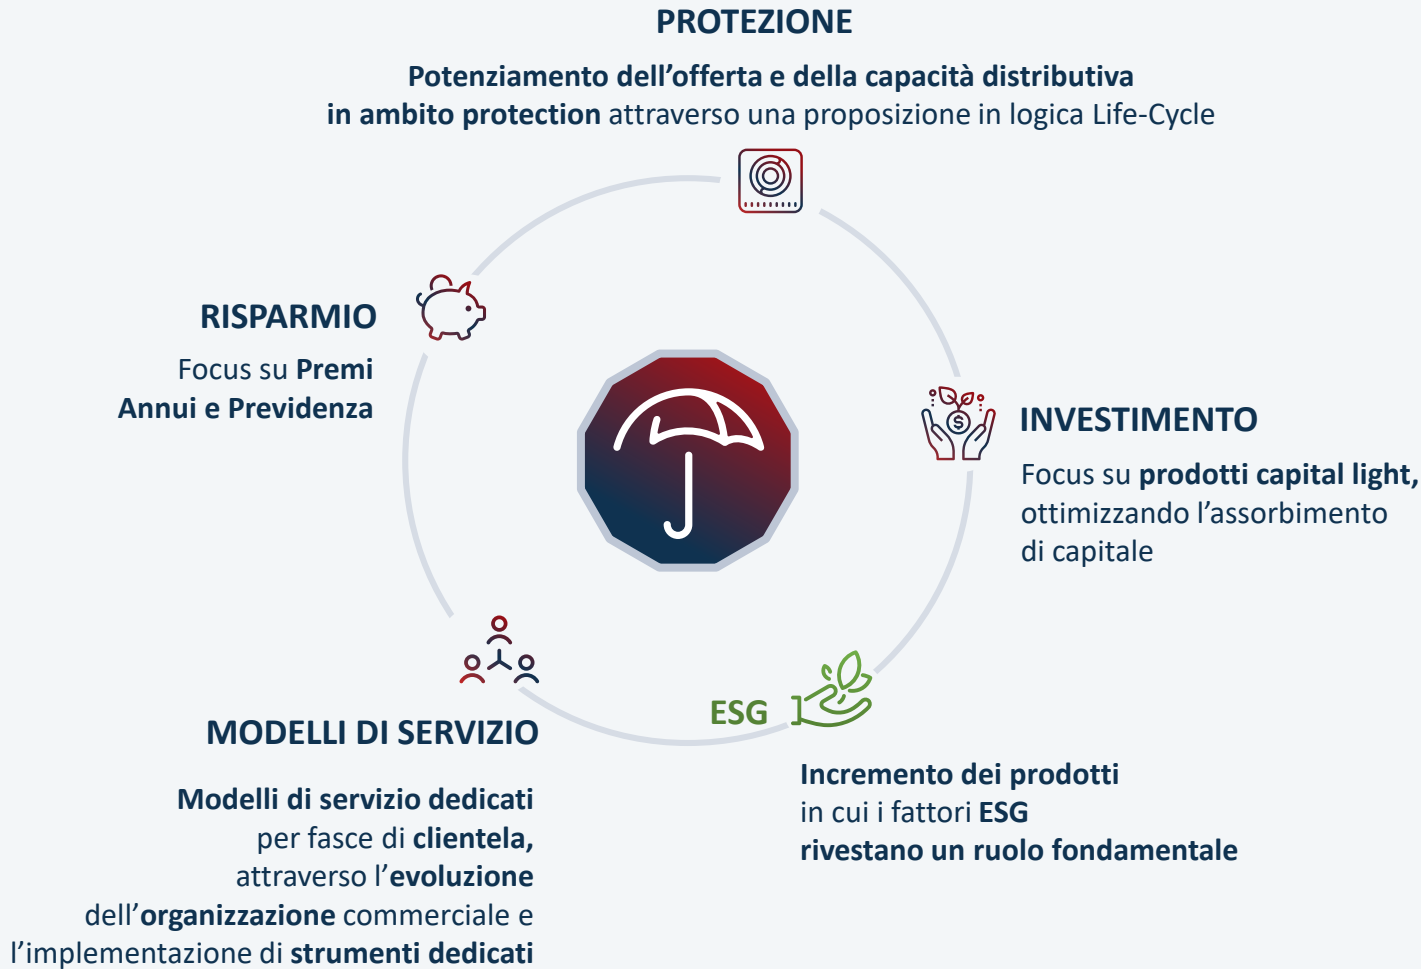 PROTEZIONE
Potenziamento dell’offerta e della capacità distributiva
in ambito protection attraverso una proposizione in logica Life-Cycle
RISPARMIO
Focus su Premi
Annui e Previdenza
INVESTIMENTO
Focus su prodotti capital light,
ottimizzando l’assorbimento
di capitale
$
MODELLI DI SERVIZIO
Modelli di servizio dedicati
per fasce di clientela,
attraverso l’evoluzione
dell’organizzazione commerciale e
l’implementazione di strumenti dedicati
ESG
Incremento dei prodotti
in cui i fattori ESG
rivestano un ruolo fondamentale